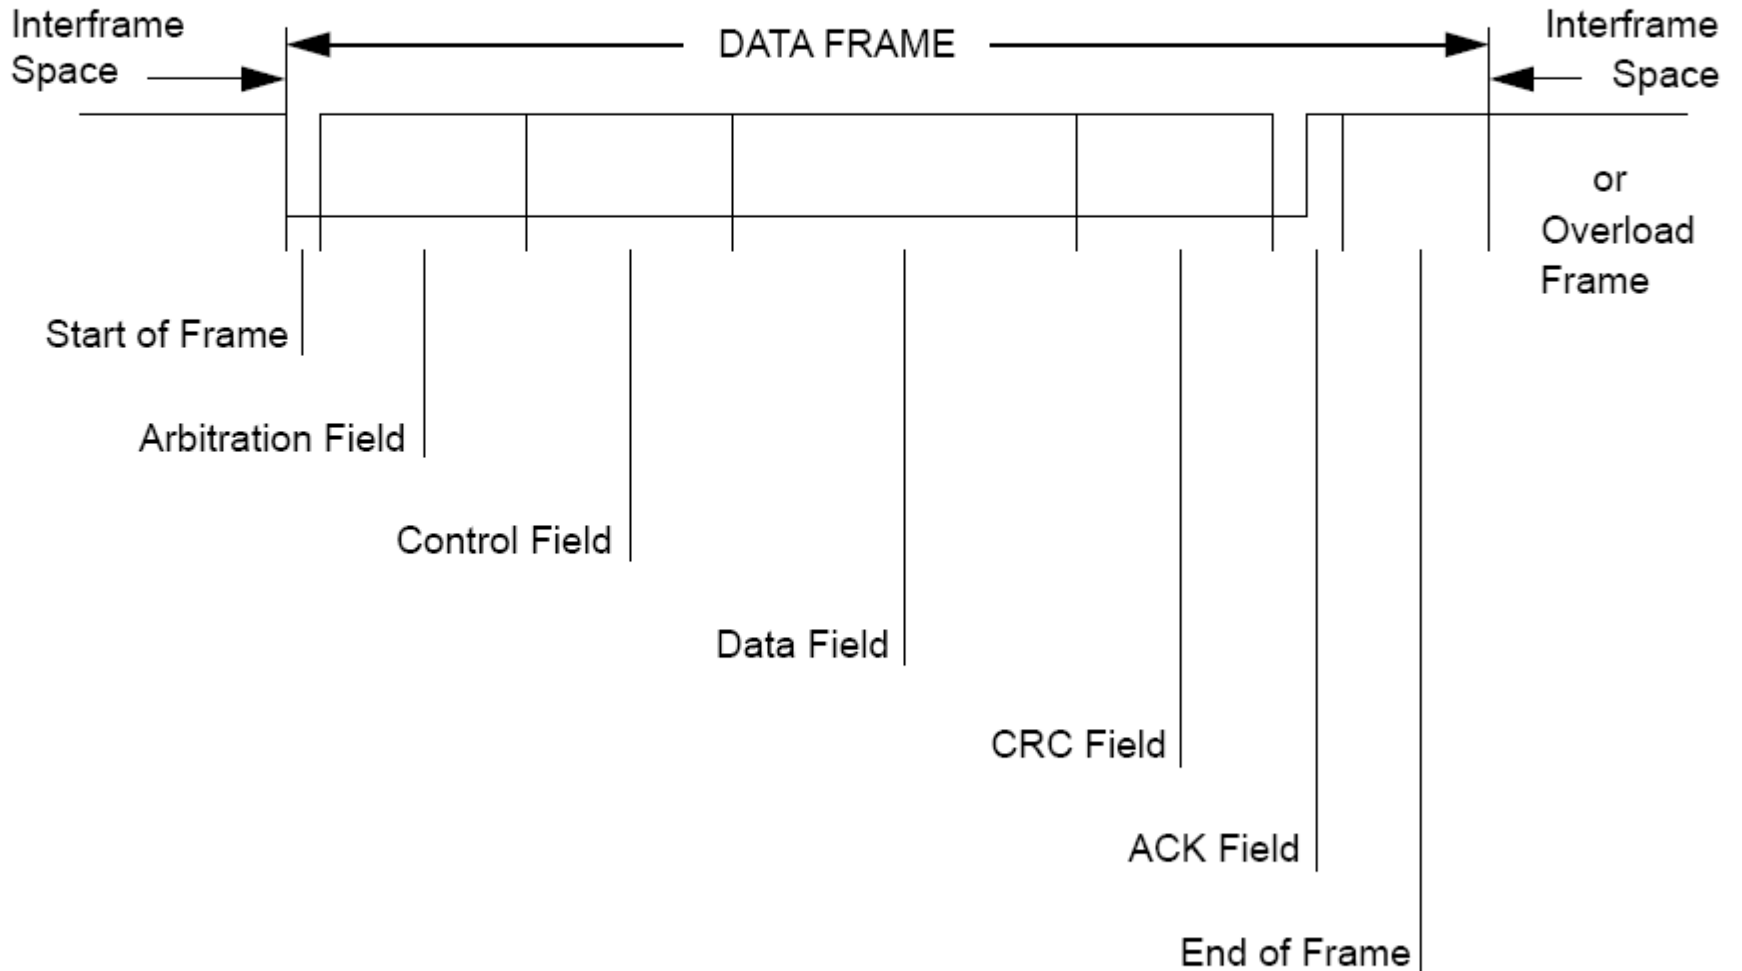 Interframe
Space
DATA FRAME
Interframe
Space
or
Overload
Frame
Start of Frame
Arbitration Field
Control Field
Data Field
CRC Field
ACK Field
End of Frame